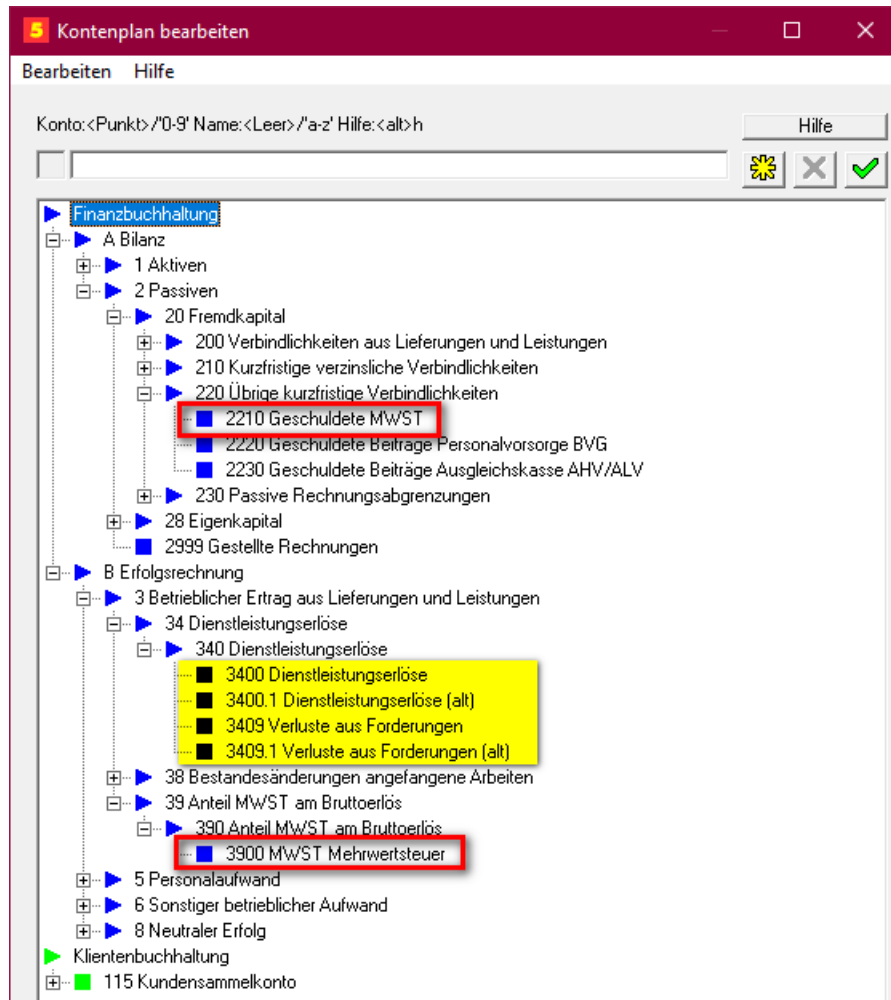 5 Kontenplan bearbeiten
Bearbeiten Hilfe
Konto:<Punkt>/'0-9' Name:<Leer>/'a-z' Hilfe:<alt>h
Hilfe
Finanzbuchhaltung
A Bilanz
1 Aktiven
2 Passiven
20 Fremdkapital
200 Verbindlichkeiten aus Lieferungen und Leistungen
210 Kurzfristige verzinsliche Verbindlichkeiten
220 Übrige kurzfristige Verbindlichkeiten
2210 Geschuldete MWST
2220 Geschuldete Beiträge Personalvorsorge BVG
2230 Geschuldete Beiträge Ausgleichskasse AHV/ALV
230 Passive Rechnungsabgrenzungen
28 Eigenkapital
2999 Gestellte Rechnungen
B Erfolgsrechnung
3 Betrieblicher Ertrag aus Lieferungen und Leistungen
34 Dienstleistungserlöse
340 Dienstleistungserlöse
3400 Dienstleistungserlöse
3400.1 Dienstleistungserlöse (alt)
3409 Verluste aus Forderungen
3409.1 Verluste aus Forderungen (alt)
38 Bestandesänderungen angefangene Arbeiten
39 Anteil MWST am Bruttoerlös
390 Anteil MWST am Bruttoerlös
3900 MWST Mehrwertsteuer
5 Personalaufwand
6 Sonstiger betrieblicher Aufwand
8 Neutraler Erfolg
Klientenbuchhaltung
115 Kundensammelkonto